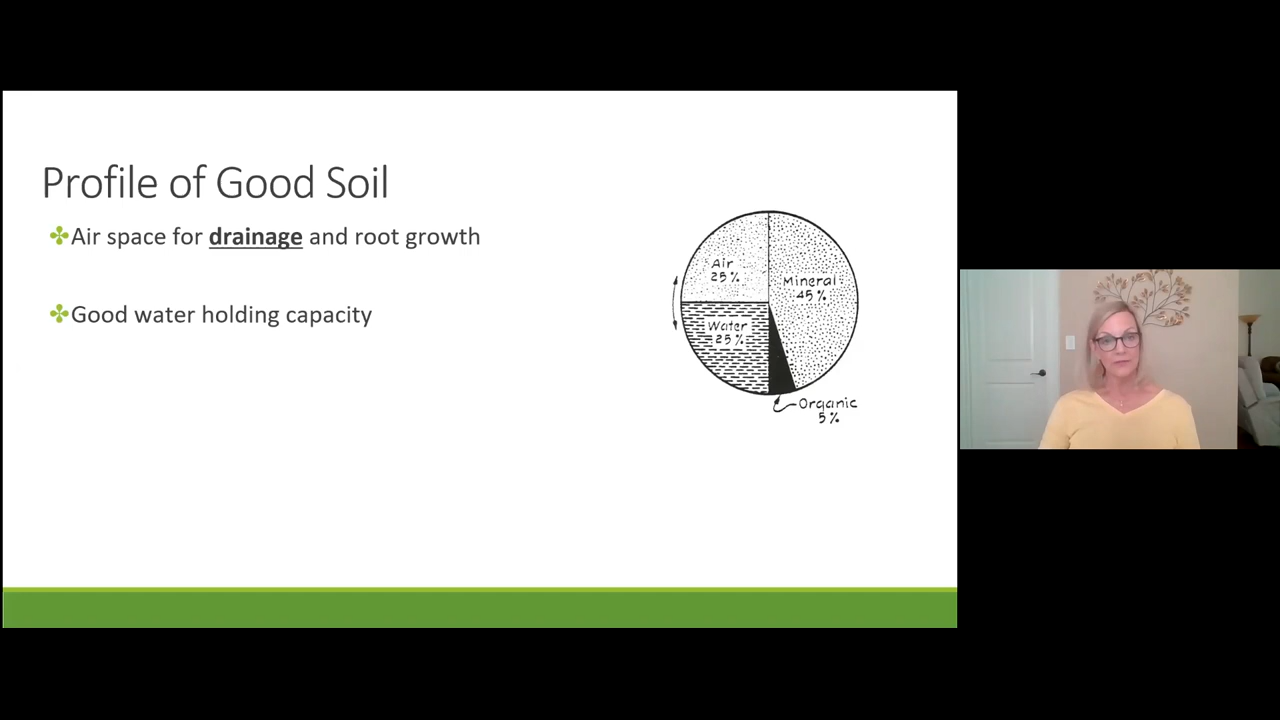 Profile of Good Soil
Air space for drainage and root growth
Good water holding capacity
Air
25%
Mineral
45%
Water
25%
Organic
5%